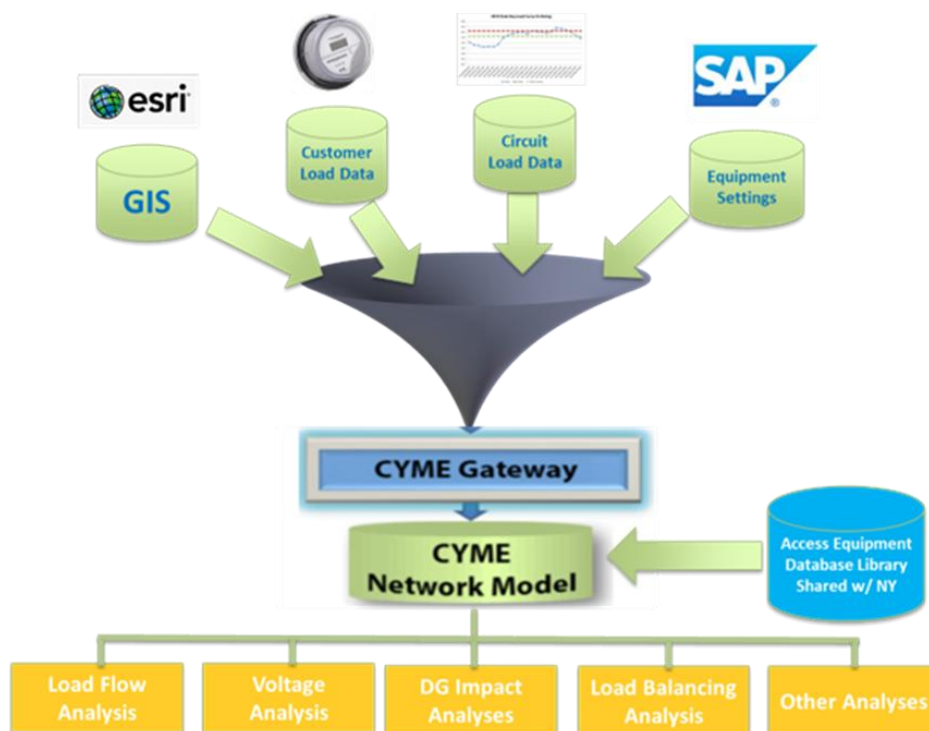 esri
SAP
®
GIS
Customer
Load Data
Circuit
Load Data
Equipment
Settings
CYME Gateway
CYME
Network Model
Access Equipment
Database Library
Shared w/ NY
Load Flow
Analysis
Voltage
Analysis
DG Impact
Analyses
Load Balancing
Analysis
Other Analyses